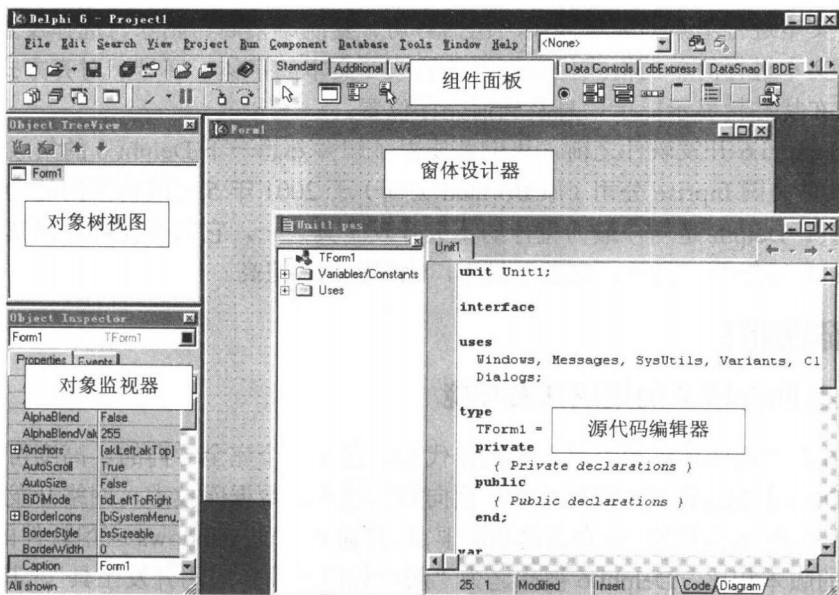 Delphi 6 - Project1
File Edit Search View Project Run Component Database Tools Window Help <None>
Standard Additional Data Controls dbExpress DataSnap BDE
组件面板
Object TreeView
Form1
对象树视图
Form1
窗体设计器
Object Inspector
Form1 TForm1
Properties Events
对象监视器
AlphaBlend False
AlphaBlendVal 255
Anchors [akLeft,akTop]
AutoScroll True
AutoSize False
BiDiMode bdLeftToRight
BorderIcons [biSystemMenu,
BorderStyle bsSizeable
BorderWidth 0
Caption Form1
All shown
Unit1.pas
TForm1
Variables/Constants
Uses
Unit1
unit Unit1;
interface
uses
Windows, Messages, SysUtils, Variants, Cl
Dialogs;
type
TForm1 =
源代码编辑器
private
{ Private declarations }
public
{ Public declarations }
end;
var
25: 1 Modified Insert Code Diagram